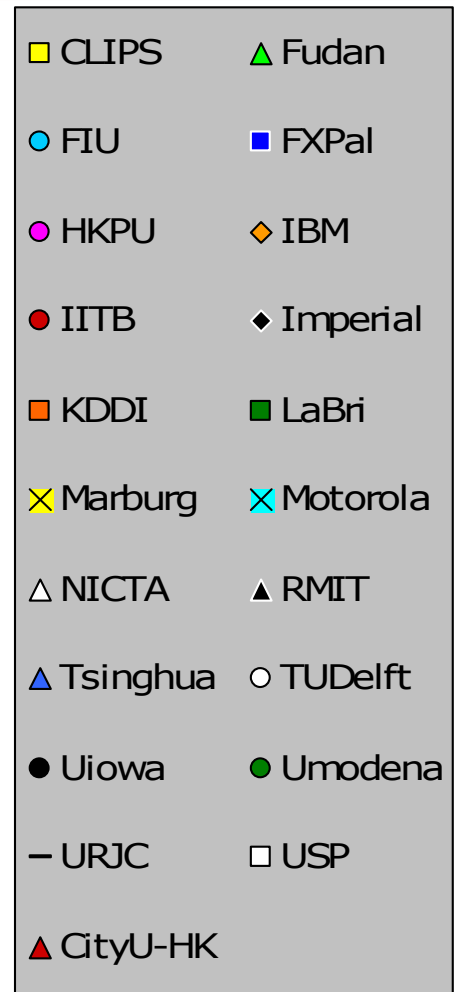 CLIPS Fudan
FIU FXPal
HKPU IBM
IITB Imperial
KDDI LaBri
Marburg Motorola
NICTA RMIT
Tsinghua TUDelft
Uiowa Umodena
URJC USP
CityU-HK